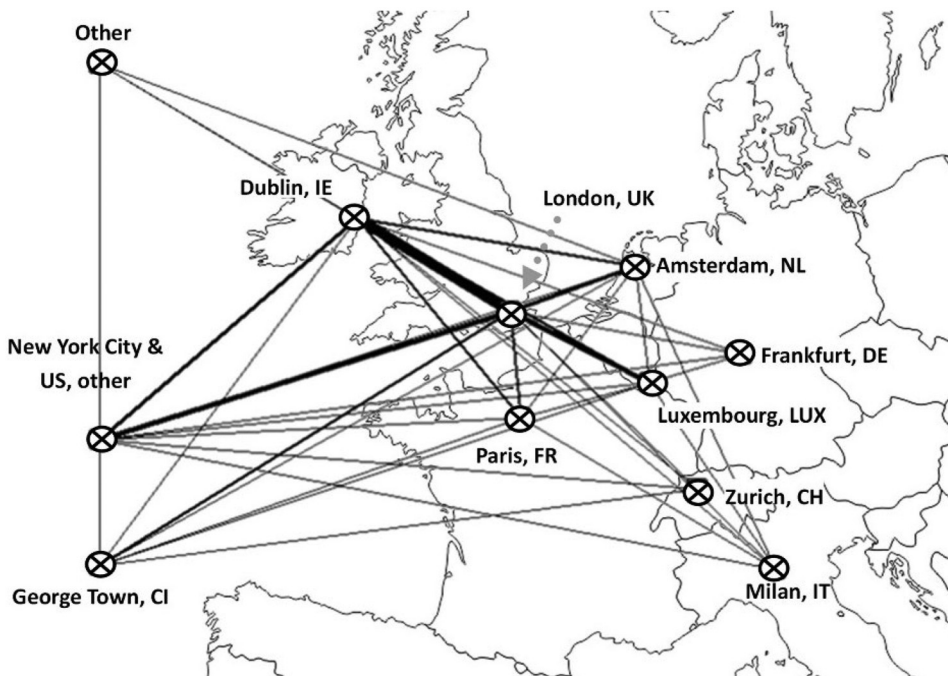 Other
Dublin, IE
London, UK
Amsterdam, NL
New York City &
US, other
Frankfurt, DE
Luxembourg, LUX
Paris, FR
Zurich, CH
George Town, CI
Milan, IT